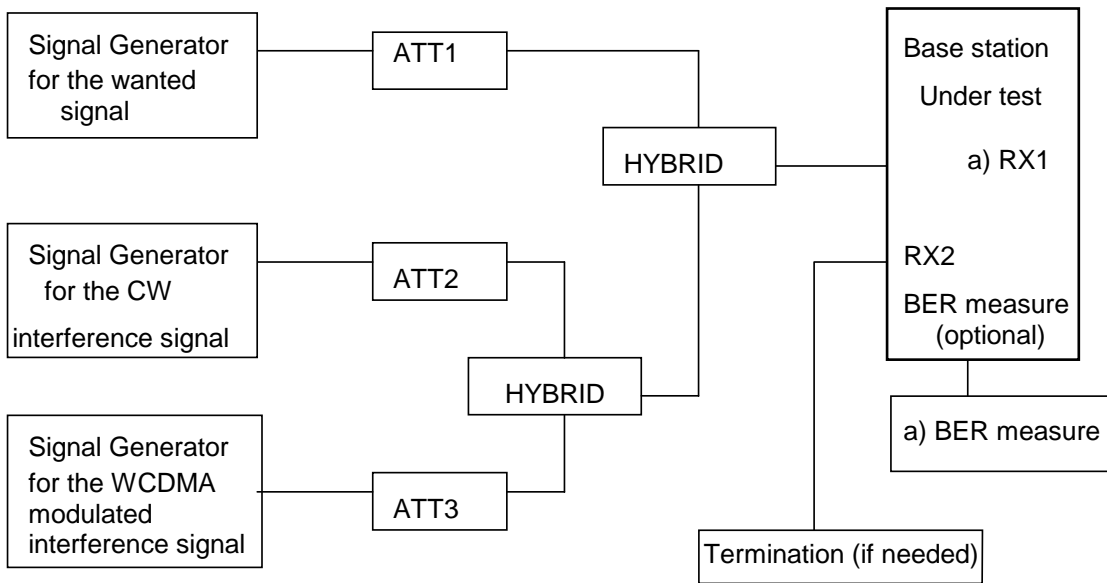 Signal Generator
for the wanted
signal
ATT1
HYBRID
Base station
Under test
a) RX1
RX2
BER measure
(optional)
Signal Generator
for the CW
interference signal
ATT2
HYBRID
Signal Generator
for the WCDMA
modulated
interference signal
ATT3
a) BER measure
Termination (if needed)